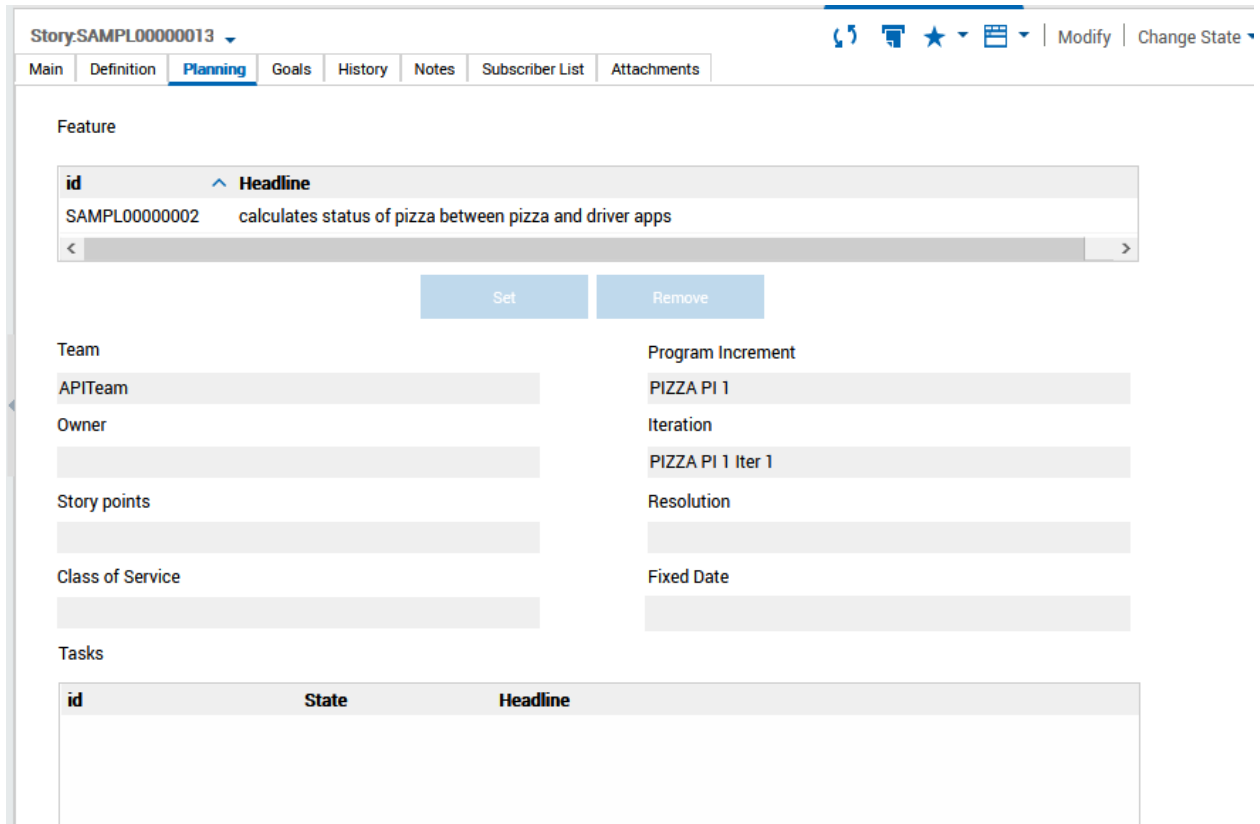 Story:SAMPL00000013
Modify Change State
Main Definition Planning Goals History Notes Subscriber List Attachments
Feature
id Headline
SAMPL00000002 calculates status of pizza between pizza and driver apps
Set Remove
Team Program Increment
APITeam PIZZA PI 1
Owner Iteration
PIZZA PI 1 Iter 1
Story points Resolution
Class of Service Fixed Date
Tasks
id State Headline